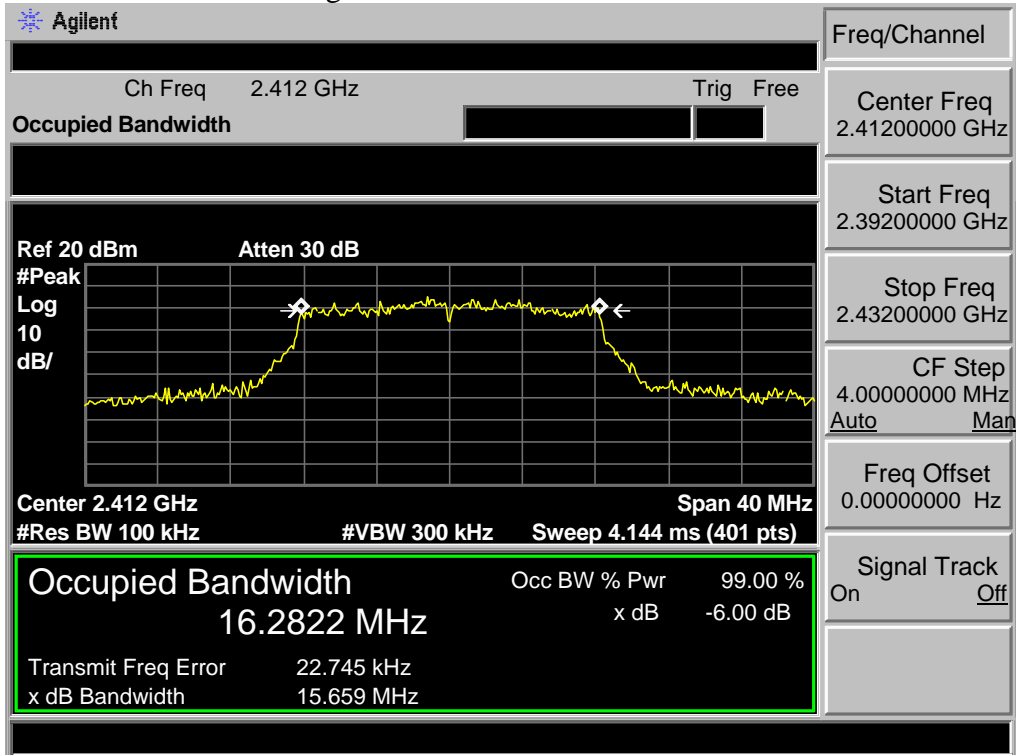 Agilent
Freq/Channel
Ch Freq 2.412 GHz Trig Free
Occupied Bandwidth
Center Freq
2.41200000 GHz
Start Freq
2.39200000 GHz
Ref 20 dBm Atten 30 dB
#Peak
Log
10
dB/
Stop Freq
2.43200000 GHz
CF Step
4.00000000 MHz
Auto Man
Freq Offset
0.00000000 Hz
Center 2.412 GHz Span 40 MHz
#Res BW 100 kHz #VBW 300 kHz Sweep 4.144 ms (401 pts)
Signal Track
On Off
Occupied Bandwidth Occ BW % Pwr 99.00 %
16.2822 MHz x dB -6.00 dB
Transmit Freq Error 22.745 kHz
x dB Bandwidth 15.659 MHz